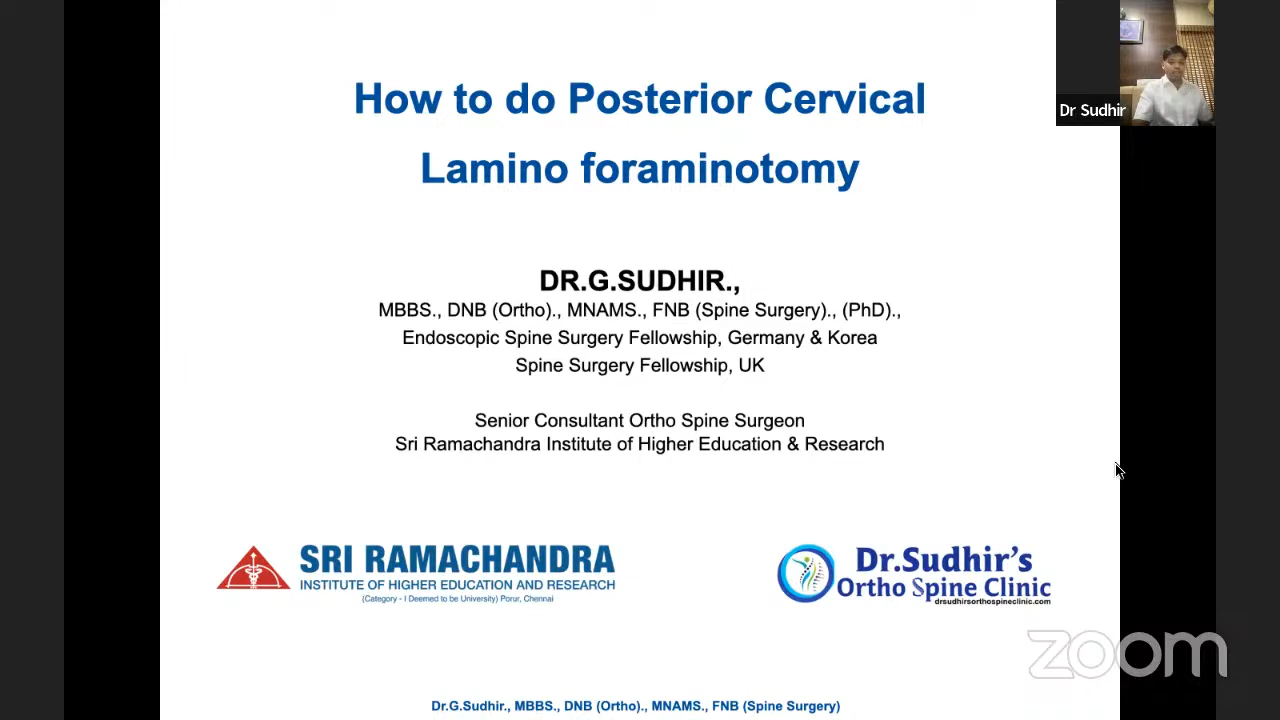 How to do Posterior Cervical
Lamino foraminotomy
Dr Sudhir
DR.G.SUDHIR.,
MBBS., DNB (Ortho)., MNAMS., FNB (Spine Surgery)., (PhD).,
Endoscopic Spine Surgery Fellowship, Germany & Korea
Spine Surgery Fellowship, UK
Senior Consultant Ortho Spine Surgeon
Sri Ramachandra Institute of Higher Education & Research
SRI RAMACHANDRA
INSTITUTE OF HIGHER EDUCATION AND RESEARCH
(Category - I Deemed to be University) Porur, Chennai
Dr.Sudhir's
Ortho Spine Clinic
drsudhirsorthospineclinic.com
zoom
Dr.G.Sudhir., MBBS., DNB (Ortho)., MNAMS., FNB (Spine Surgery)